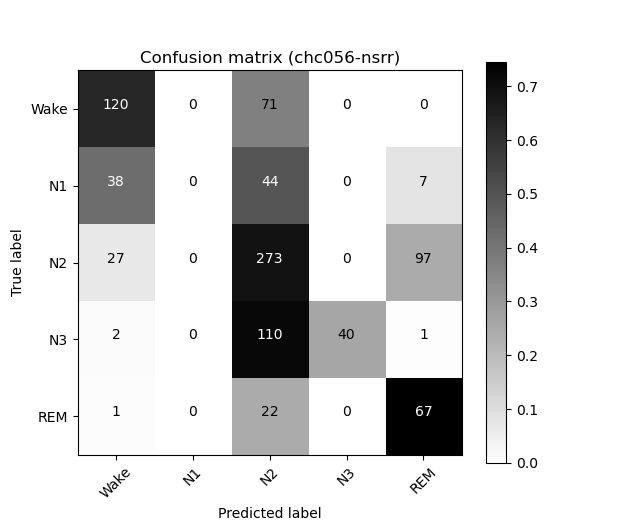 Confusion matrix (chc056-nsrr)
True label
Wake 120 0 71 0 0
N1 38 0 44 0 7
N2 27 0 273 0 97
N3 2 0 110 40 1
REM 1 0 22 0 67
Wake N1 N2 N3 REM
Predicted label
0.7
0.6
0.5
0.4
0.3
0.2
0.1
0.0